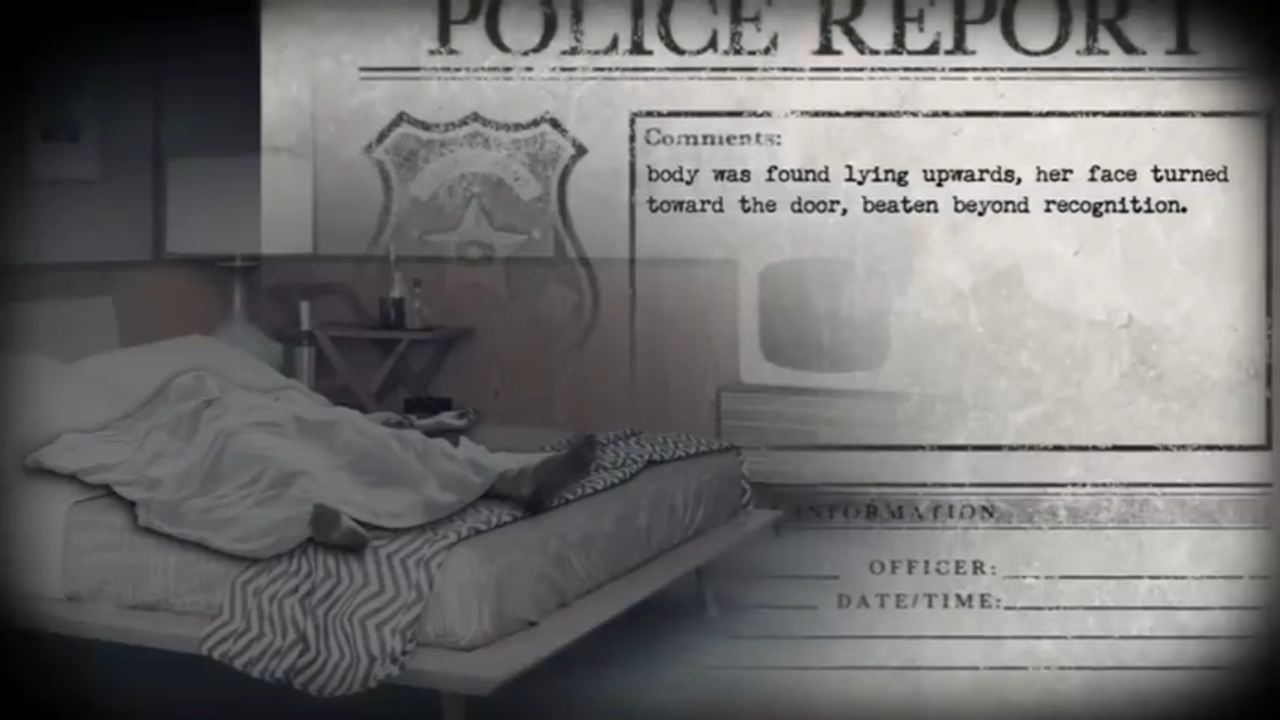 POLICE REPORT
Comments:
body was found lying upwards, her face turned
toward the door, beaten beyond recognition.
INFORMATION
OFFICER:
DATE/TIME: